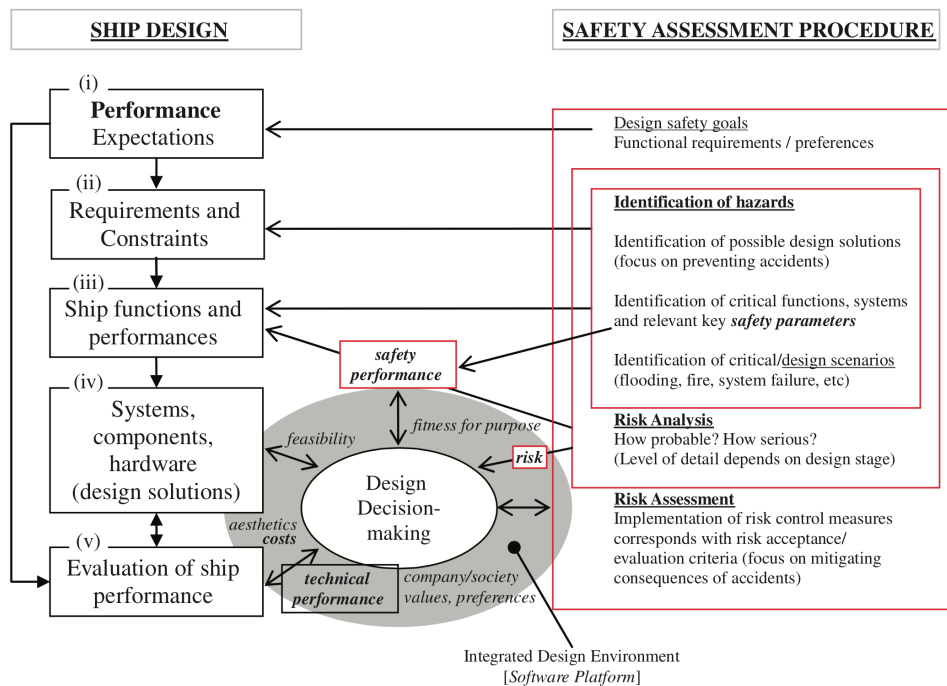 SHIP DESIGN
(i)
Performance
Expectations
(ii)
Requirements and
Constraints
(iii)
Ship functions and
performances
(iv)
Systems,
components,
hardware
(design solutions)
(v)
Evaluation of ship
performance
safety
performance
feasibility
fitness for purpose
risk
Design
Decision-
making
aesthetics
costs
technical
performance
company/society
values, preferences
Integrated Design Environment
[Software Platform]
SAFETY ASSESSMENT PROCEDURE
Design safety goals
Functional requirements / preferences
Identification of hazards
Identification of possible design solutions
(focus on preventing accidents)
Identification of critical functions, systems
and relevant key safety parameters
Identification of critical/design scenarios
(flooding, fire, system failure, etc)
Risk Analysis
How probable? How serious?
(Level of detail depends on design stage)
Risk Assessment
Implementation of risk control measures
corresponds with risk acceptance/
evaluation criteria (focus on mitigating
consequences of accidents)